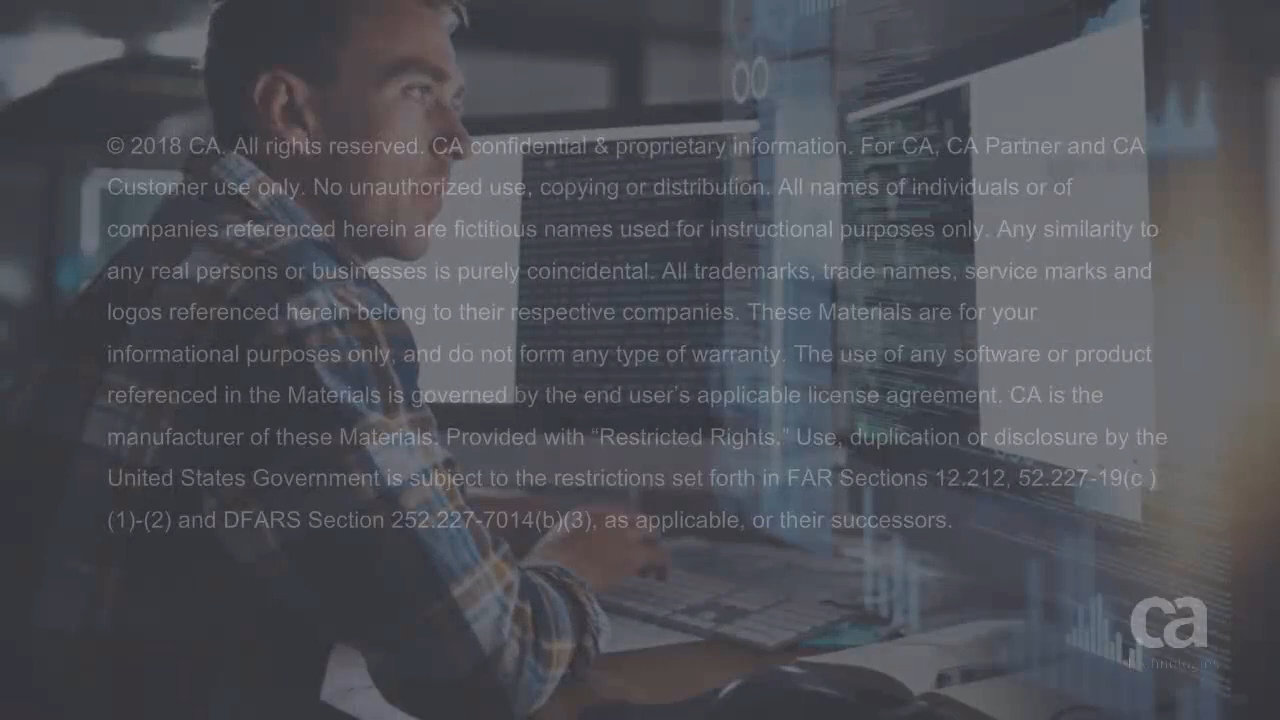 © 2018 CA. All rights reserved. CA confidential & proprietary information. For CA, CA Partner and CA
Customer use only. No unauthorized use, copying or distribution. All names of individuals or of
companies referenced herein are fictitious names used for instructional purposes only. Any similarity to
any real persons or businesses is purely coincidental. All trademarks, trade names, service marks and
logos referenced herein belong to their respective companies. These Materials are for your
informational purposes only, and do not form any type of warranty. The use of any software or product
referenced in the Materials is governed by the end user’s applicable license agreement. CA is the
manufacturer of these Materials. Provided with “Restricted Rights.” Use, duplication or disclosure by the
United States Government is subject to the restrictions set forth in FAR Sections 12.212, 52.227-19(c )
(1)-(2) and DFARS Section 252.227-7014(b)(3), as applicable, or their successors.
ca
technologies